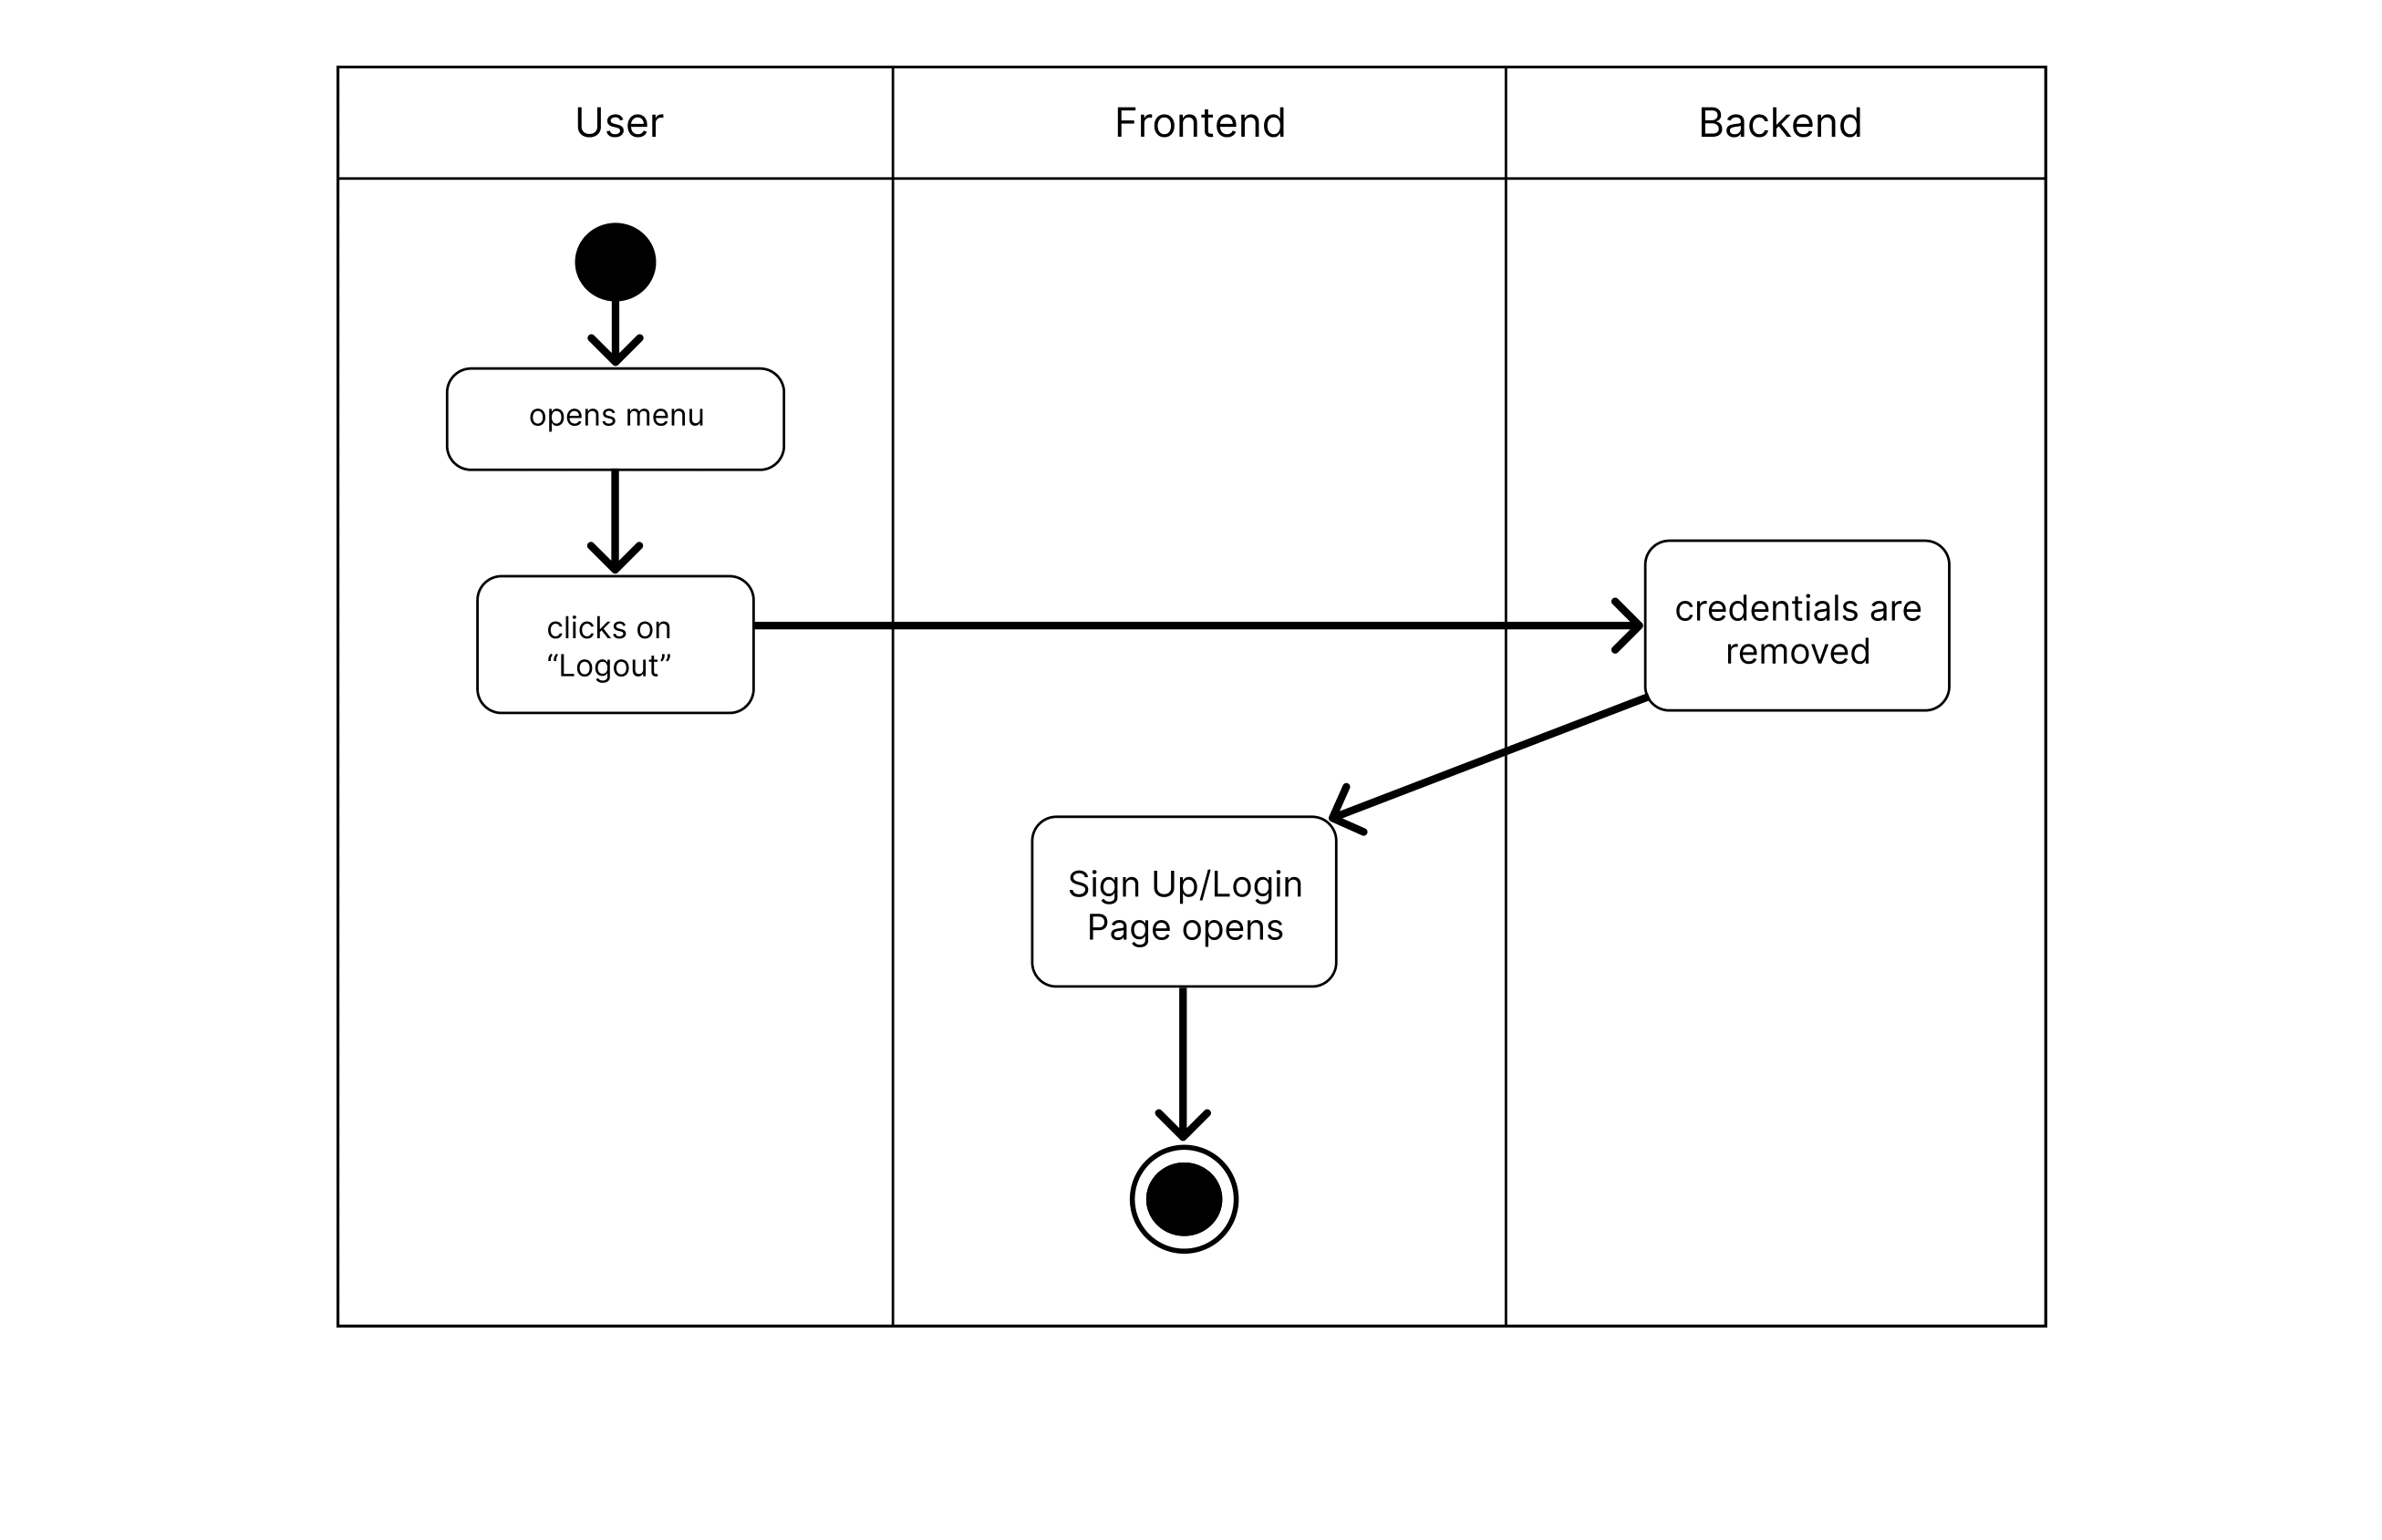 User
Frontend
Backend
opens menu
clicks on
“Logout”
credentials are
removed
Sign Up/Login
Page opens